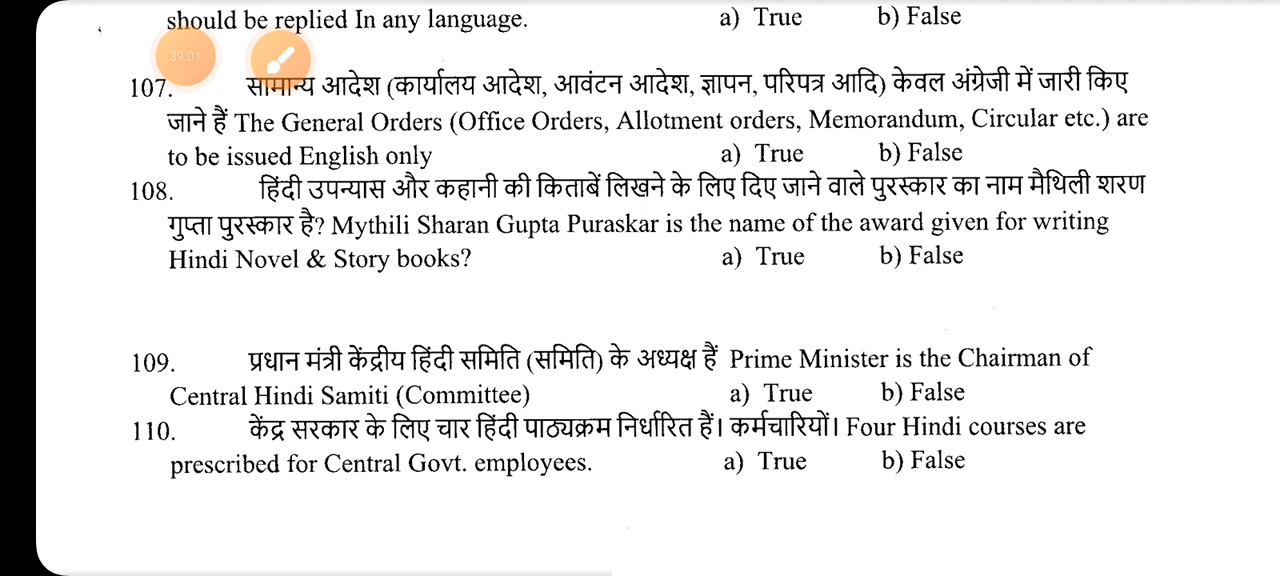 should be replied In any language. a) True b) False
39:01
107. सामान्य आदेश (कार्यालय आदेश, आवंटन आदेश, ज्ञापन, परिपत्र आदि) केवल अंग्रेजी में जारी किए
जाने हैं The General Orders (Office Orders, Allotment orders, Memorandum, Circular etc.) are
to be issued English only a) True b) False
108. हिंदी उपन्यास और कहानी की किताबें लिखने के लिए दिए जाने वाले पुरस्कार का नाम मैथिली शरण
गुप्ता पुरस्कार है? Mythili Sharan Gupta Puraskar is the name of the award given for writing
Hindi Novel & Story books? a) True b) False
109. प्रधान मंत्री केंद्रीय हिंदी समिति (समिति) के अध्यक्ष हैं Prime Minister is the Chairman of
Central Hindi Samiti (Committee) a) True b) False
110. केंद्र सरकार के लिए चार हिंदी पाठ्यक्रम निर्धारित हैं। कर्मचारियों। Four Hindi courses are
prescribed for Central Govt. employees. a) True b) False